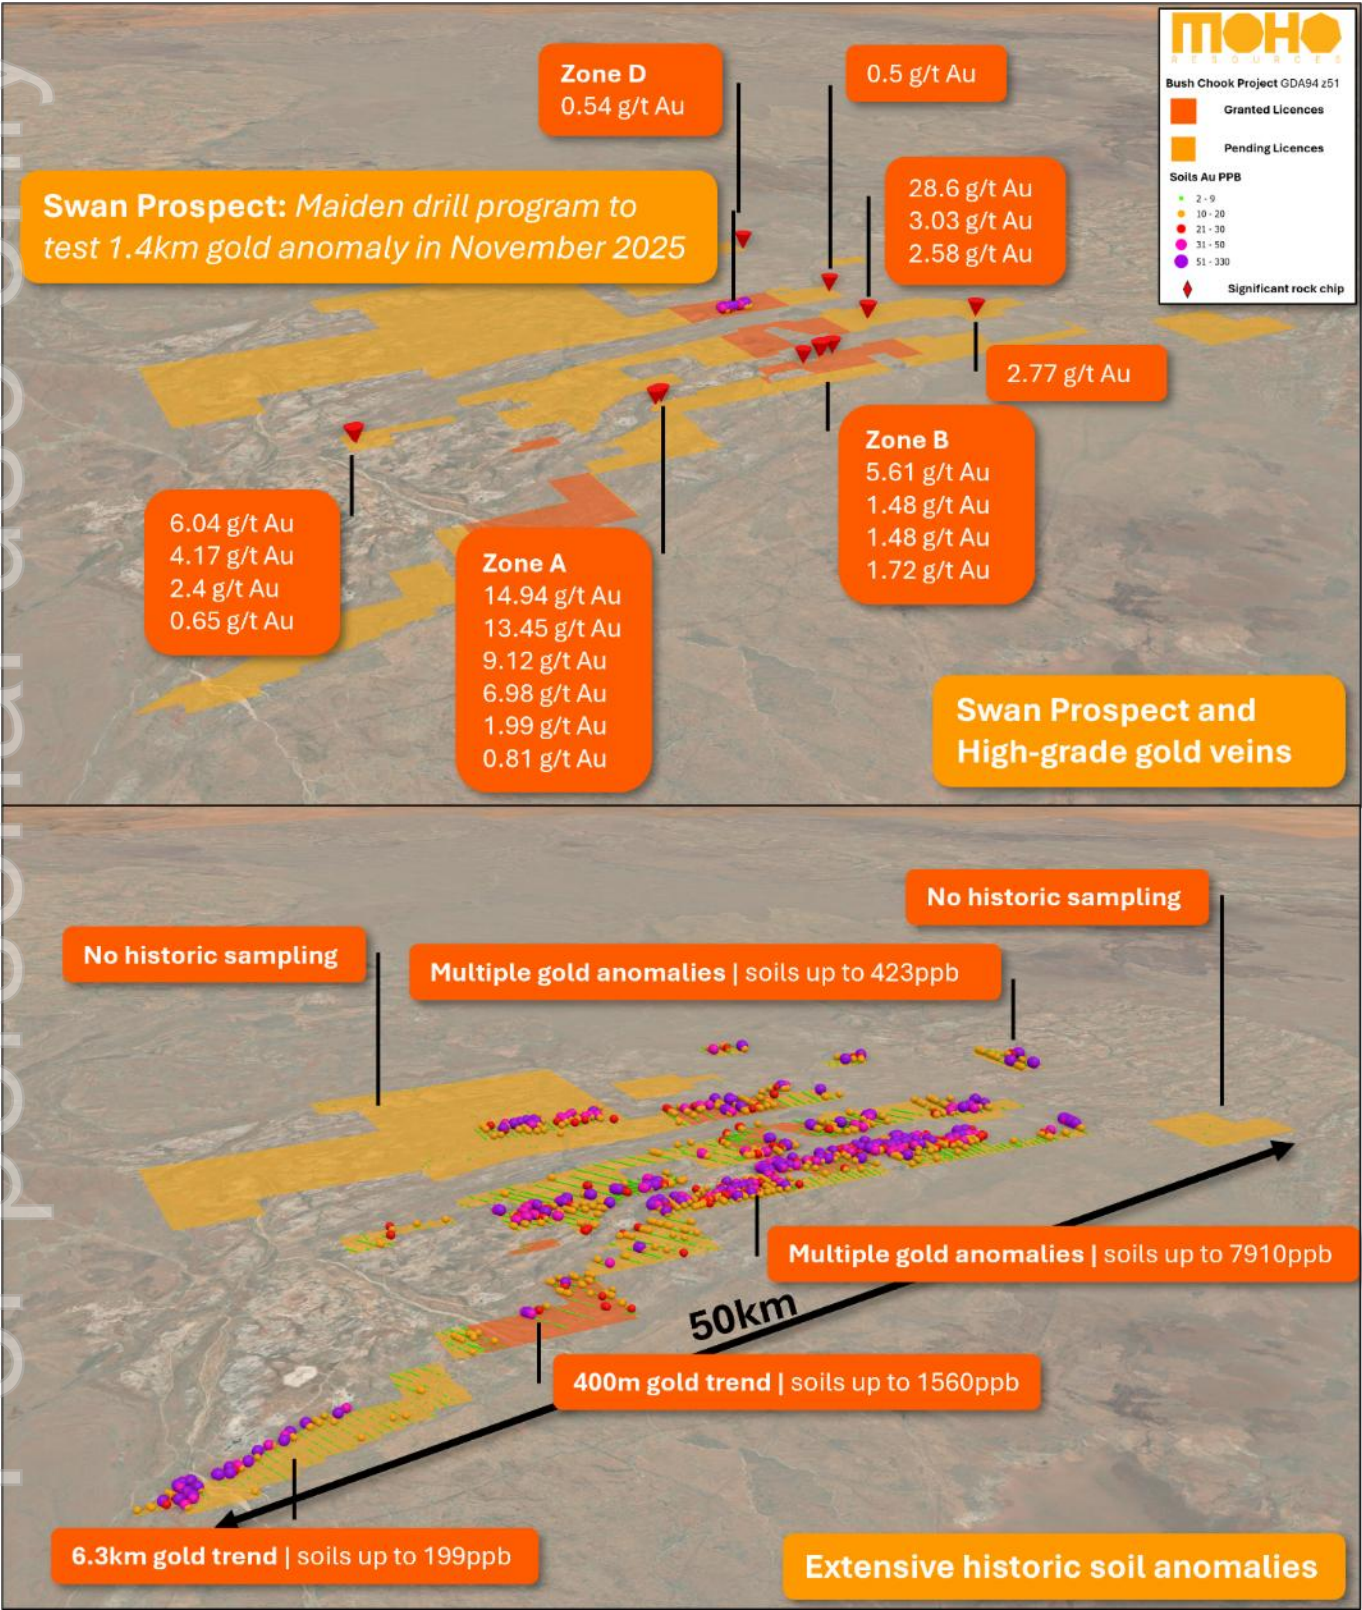 For personal use only
MOHO
RESOURCES
Bush Chook Project GDA94 z51
Granted Licences
Pending Licences
Soils Au PPB
2 - 9
10 - 20
21 - 30
31 - 50
51 - 330
Significant rock chip
Zone D
0.54 g/t Au
0.5 g/t Au
28.6 g/t Au
3.03 g/t Au
2.58 g/t Au
Swan Prospect: Maiden drill program to
test 1.4km gold anomaly in November 2025
2.77 g/t Au
Zone B
5.61 g/t Au
1.48 g/t Au
1.48 g/t Au
1.72 g/t Au
6.04 g/t Au
4.17 g/t Au
2.4 g/t Au
0.65 g/t Au
Zone A
14.94 g/t Au
13.45 g/t Au
9.12 g/t Au
6.98 g/t Au
1.99 g/t Au
0.81 g/t Au
Swan Prospect and
High-grade gold veins
No historic sampling
No historic sampling
Multiple gold anomalies | soils up to 423ppb
Multiple gold anomalies | soils up to 7910ppb
50km
400m gold trend | soils up to 1560ppb
6.3km gold trend | soils up to 199ppb
Extensive historic soil anomalies